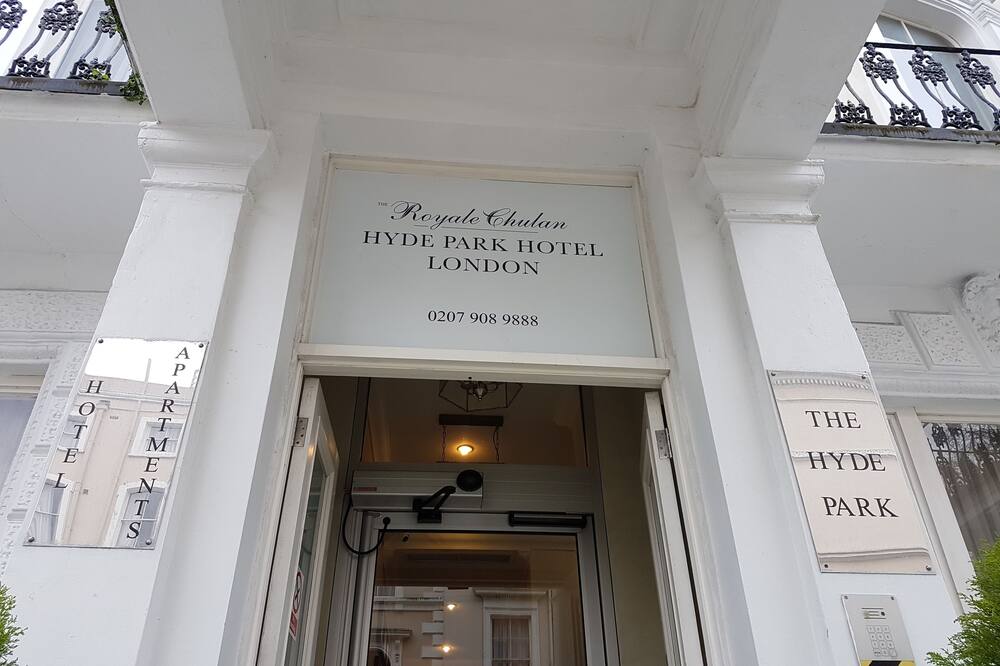 THE Royale Chulan
HYDE PARK HOTEL
LONDON
0207 908 9888
HOTEL
APARTMENTS
THE
HYDE
PARK